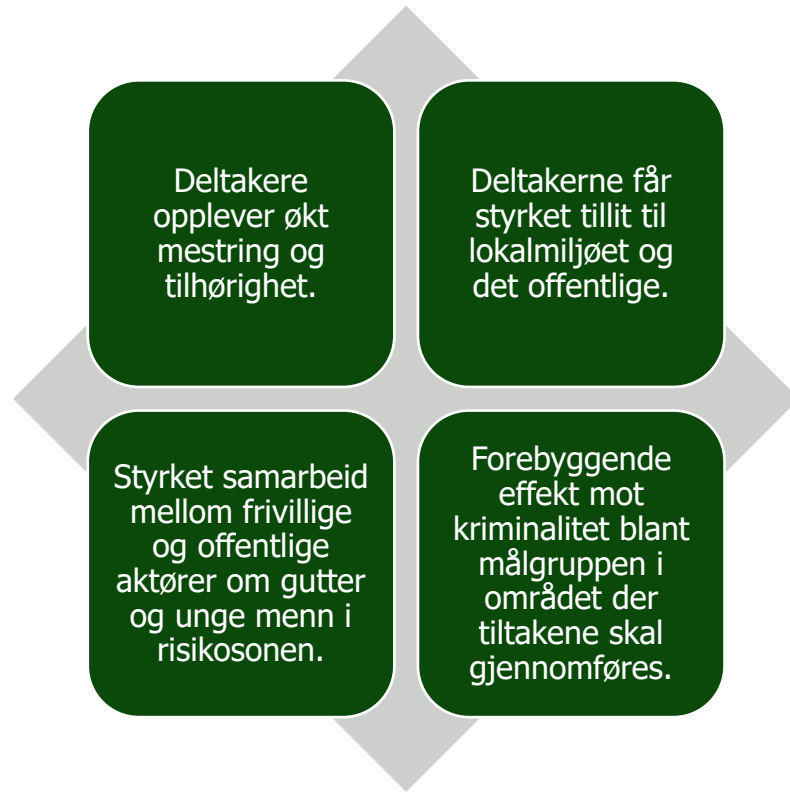 Deltakere
opplever økt
mestring og
tilhørighet.
Deltakerne får
styrket tillit til
lokalmiljøet og
det offentlige.
Styrket samarbeid
mellom frivillige
og offentlige
aktører om gutter
og unge menn i
risikosonen.
Forebyggende
effekt mot
kriminalitet blant
målgruppen i
området der
tiltakene skal
gjennomføres.